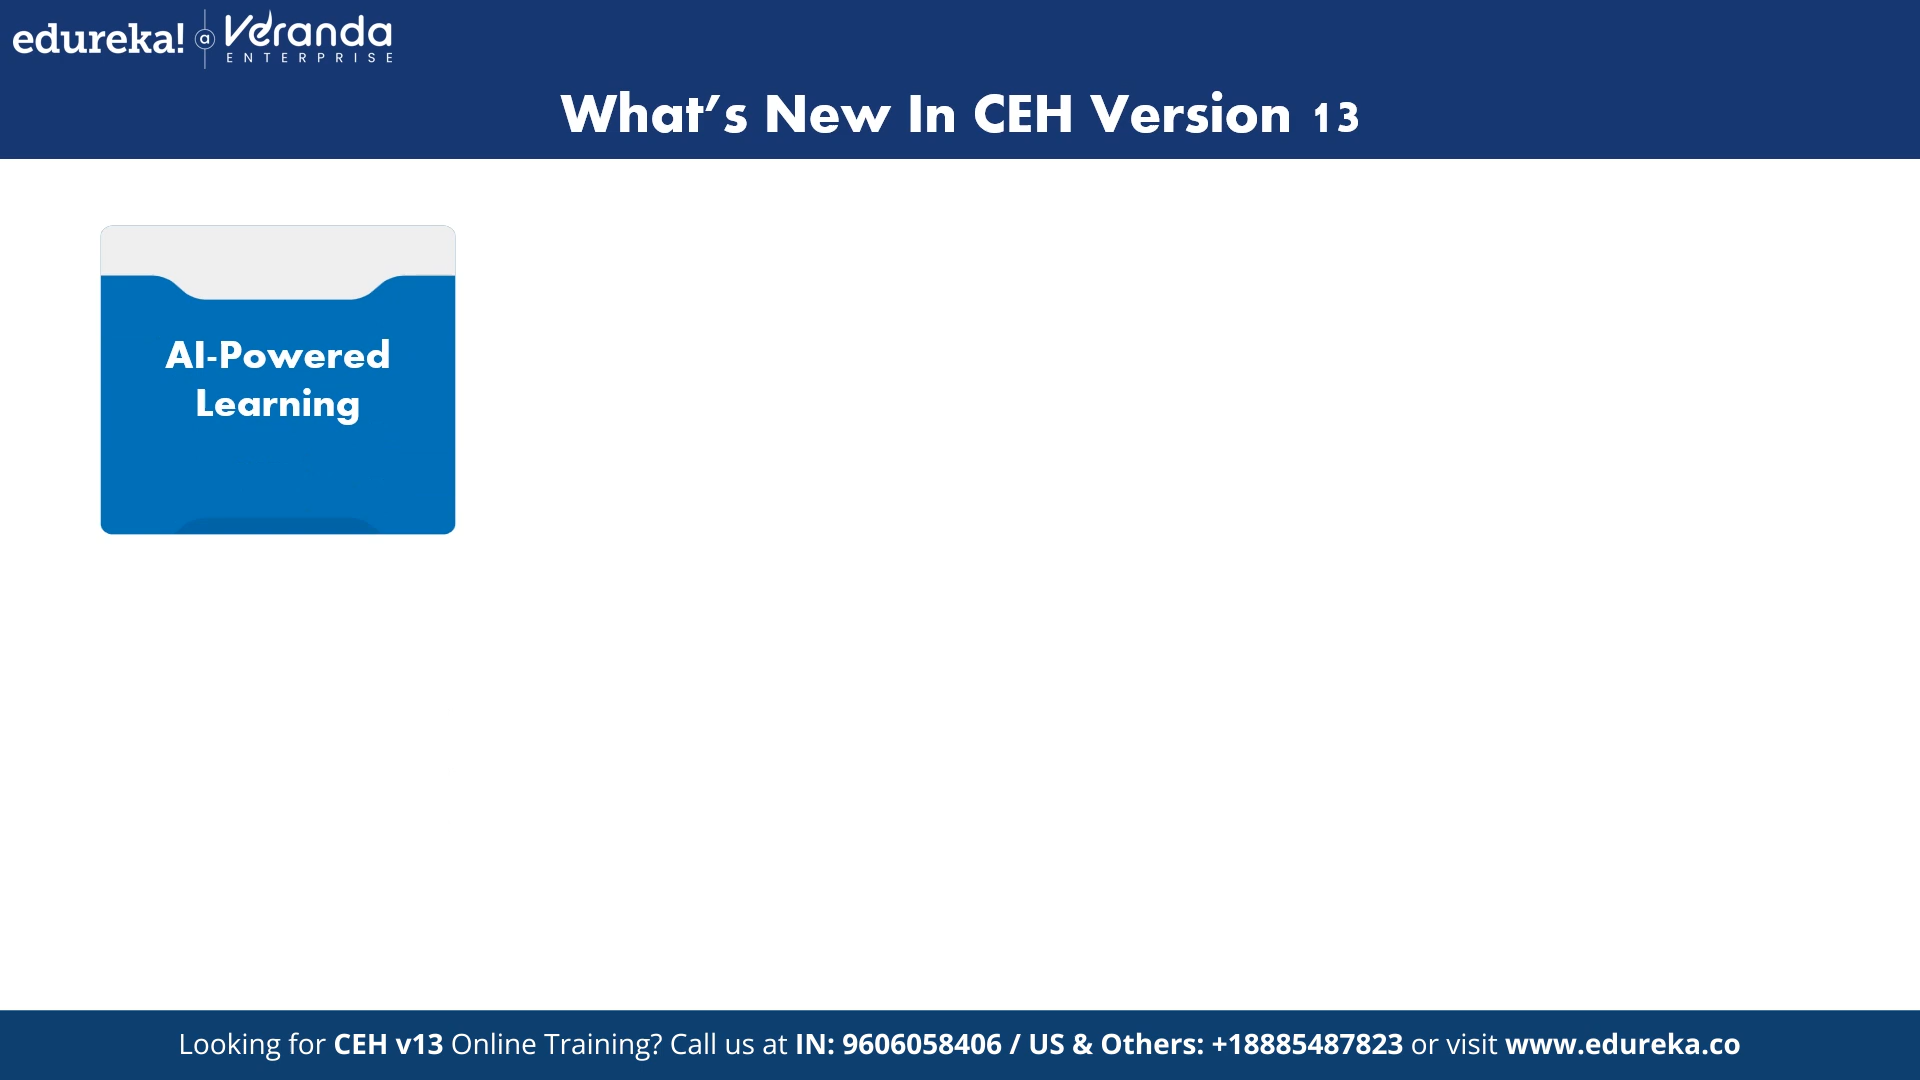 edureka! a Veranda
ENTERPRISE
What’s New In CEH Version 13
AI-Powered
Learning
Looking for CEH v13 Online Training? Call us at IN: 9606058406 / US & Others: +18885487823 or visit www.edureka.co